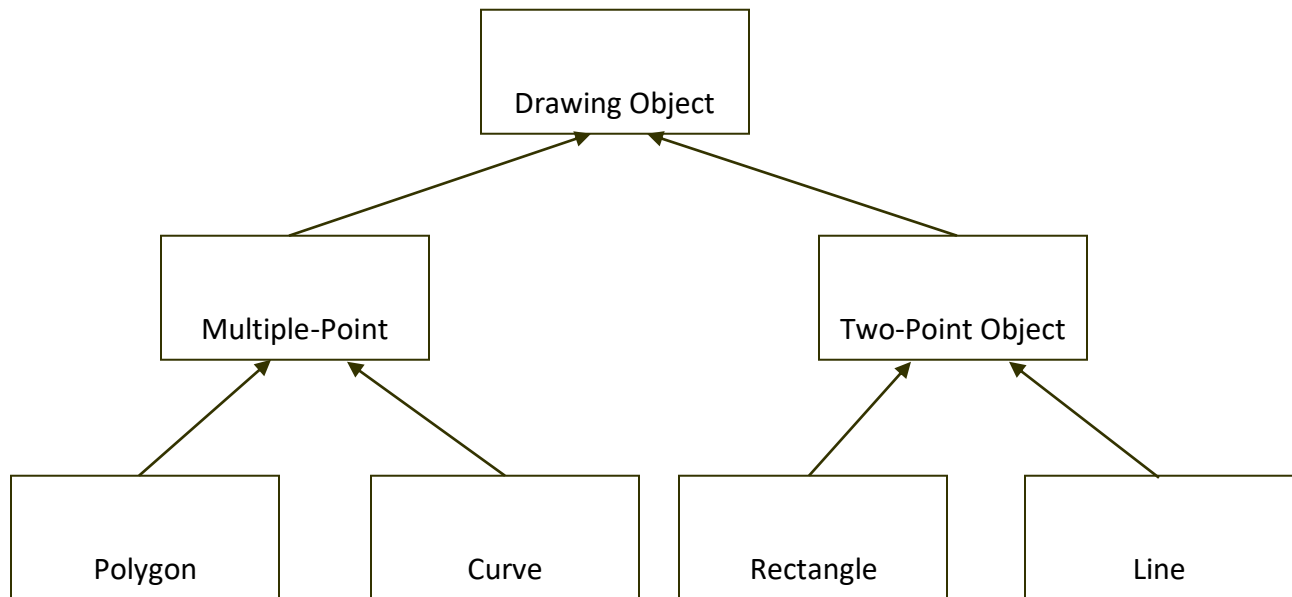 Drawing Object
Multiple-Point
Two-Point Object
Polygon
Curve
Rectangle
Line